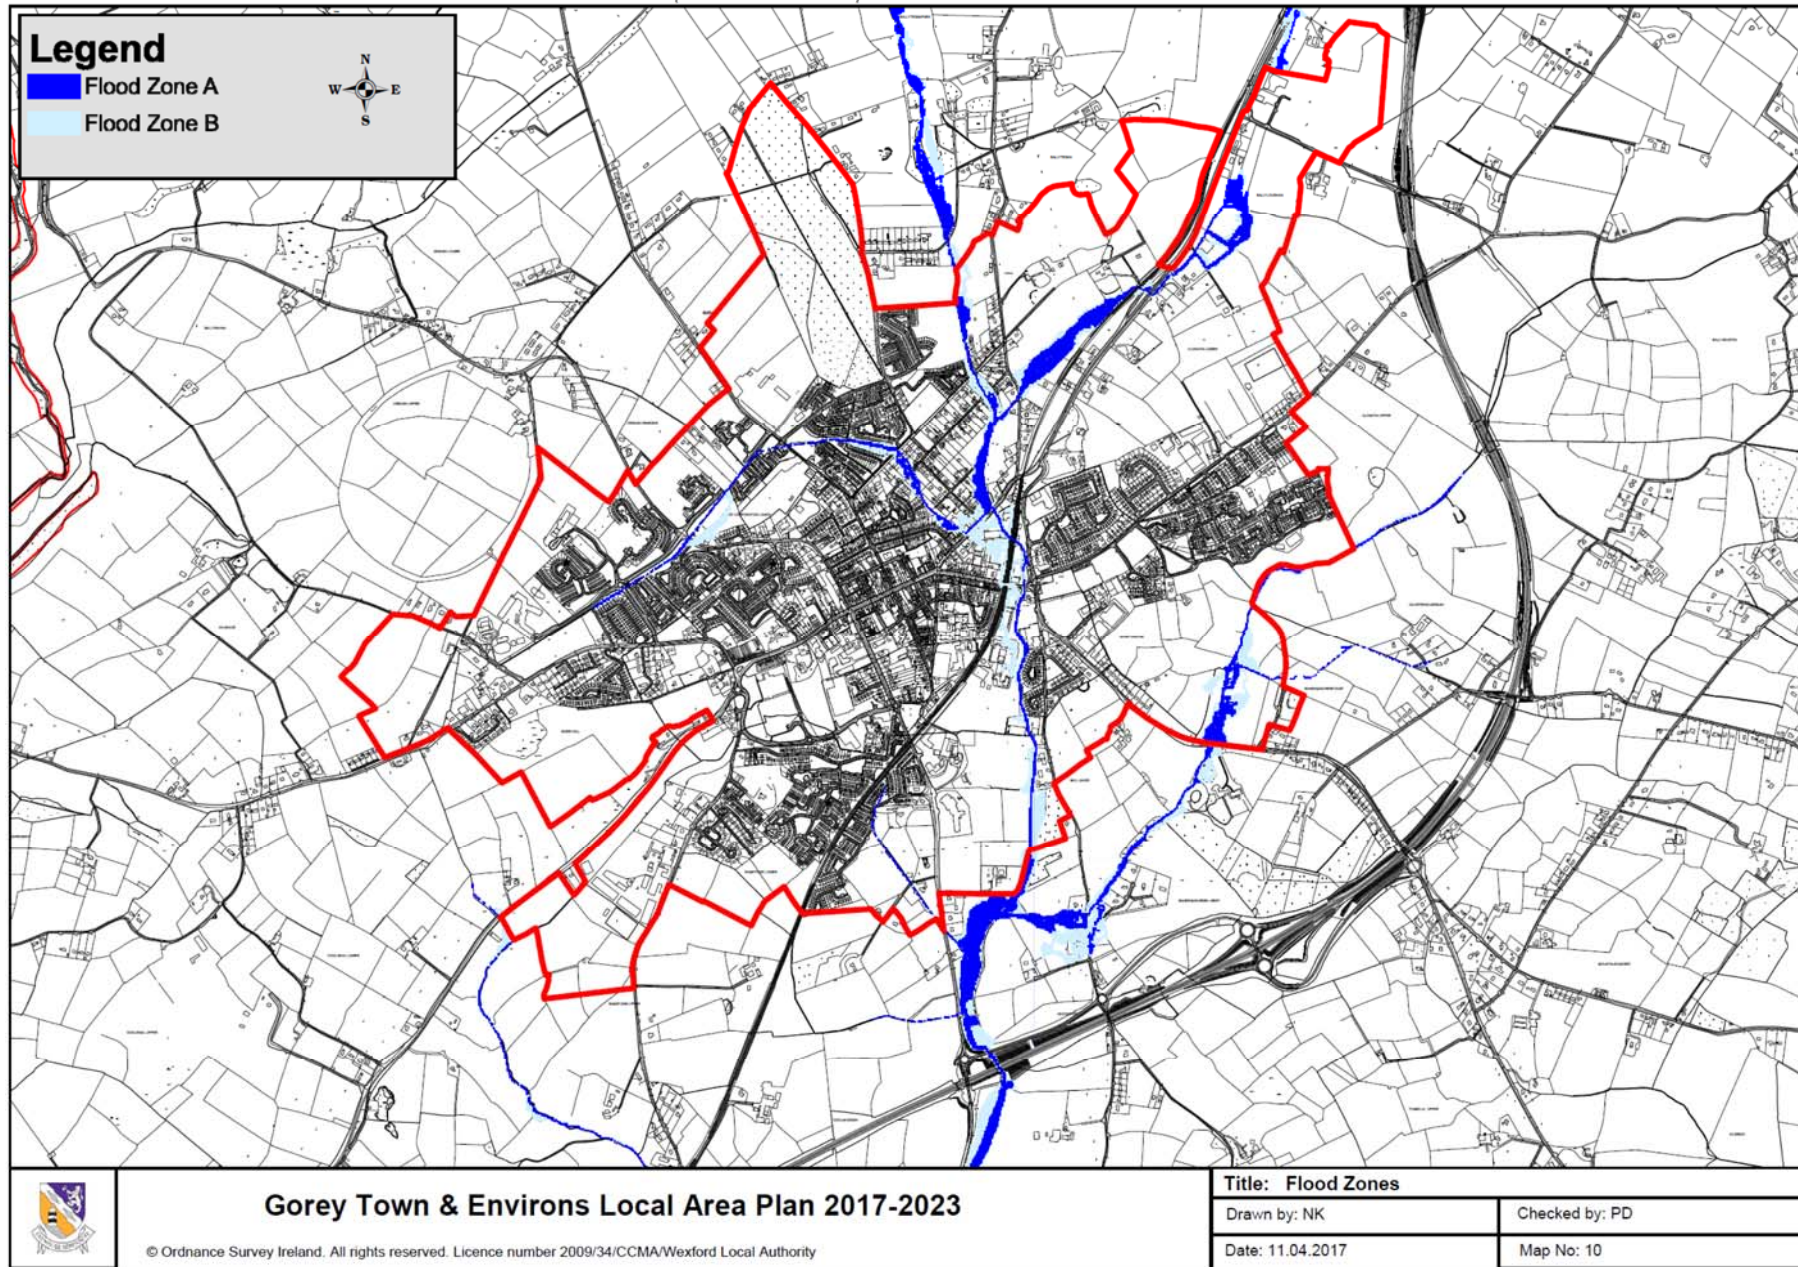 Legend
Flood Zone A
Flood Zone B
N
W E
S
Gorey Town & Environs Local Area Plan 2017-2023
© Ordnance Survey Ireland. All rights reserved. Licence number 2009/34/CCMA/Wexford Local Authority
Title: Flood Zones
Drawn by: NK
Checked by: PD
Date: 11.04.2017
Map No: 10